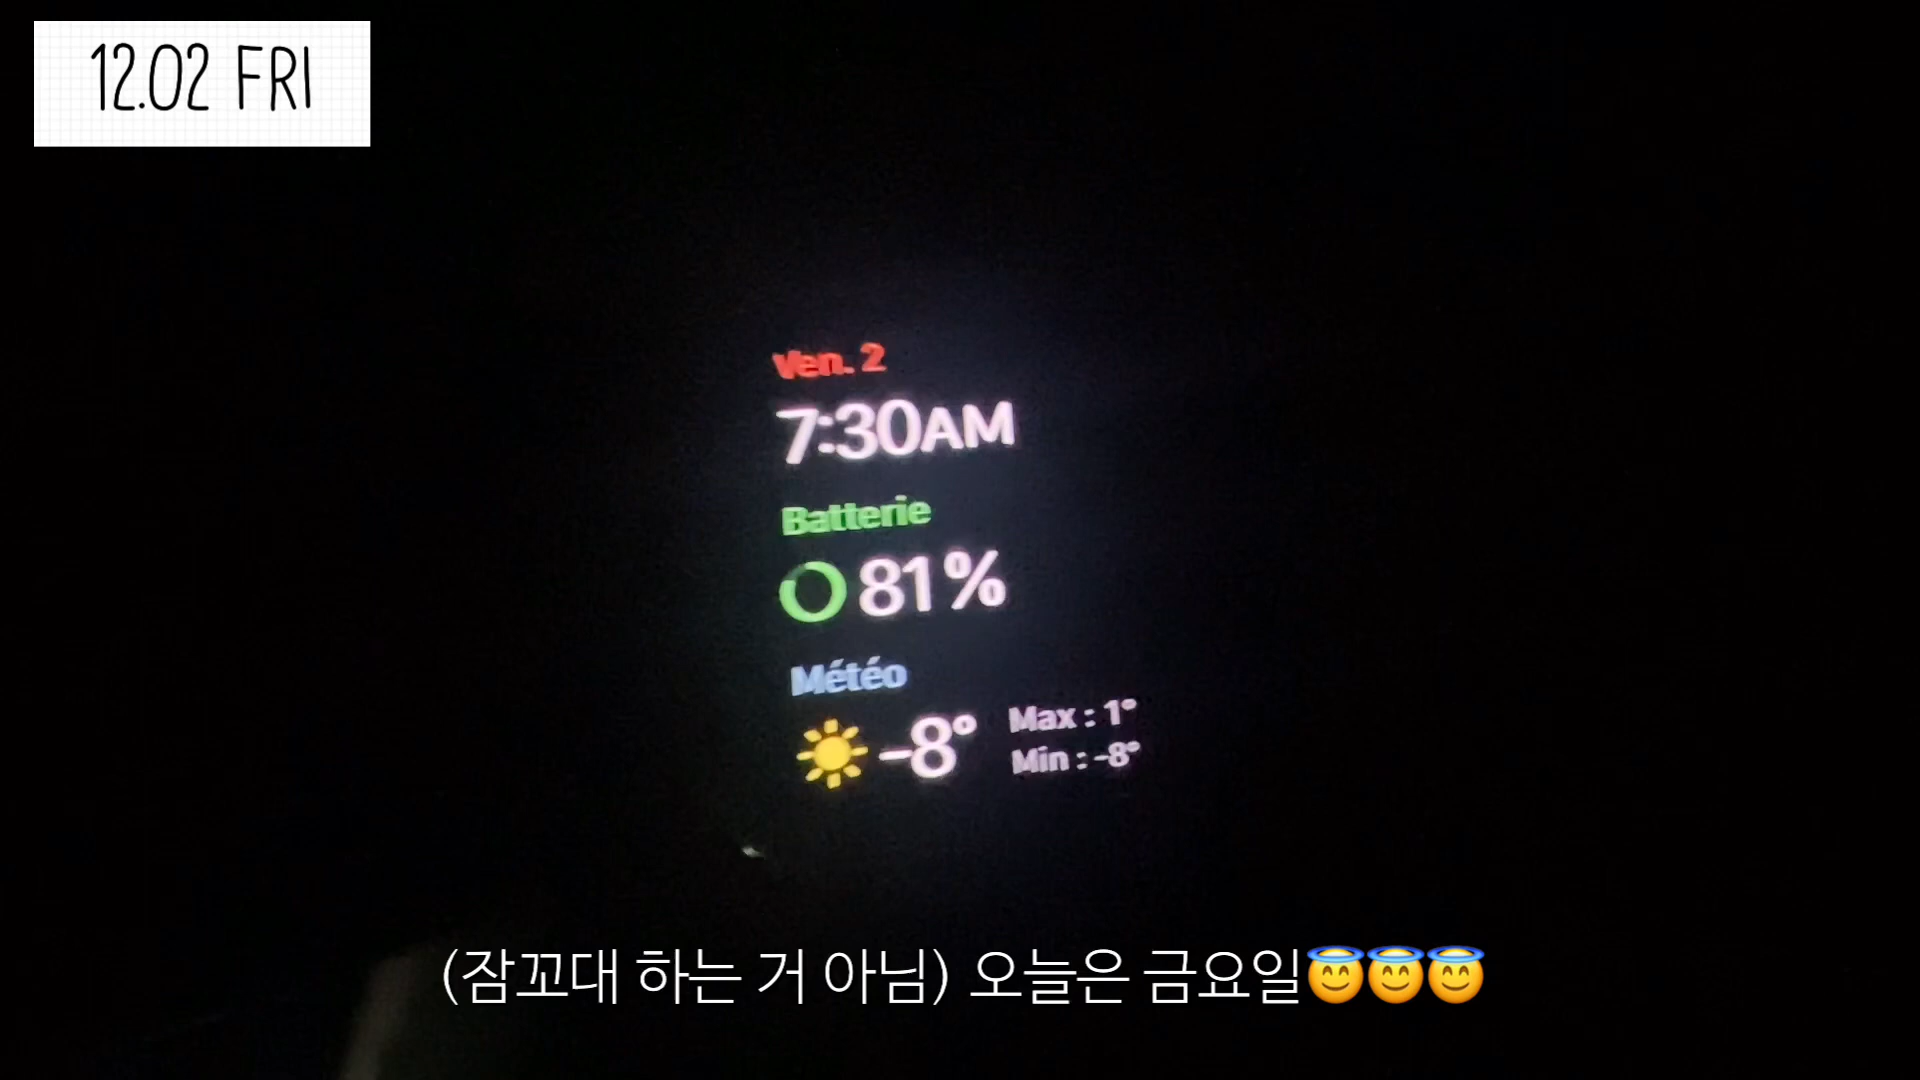 12.02 FRI
Ven. 2
7:30AM
Batterie
81%
Météo
-8° Max : 1°
Min : -8°
(잠꼬대 하는 거 아님) 오늘은 금요일😇😇😇